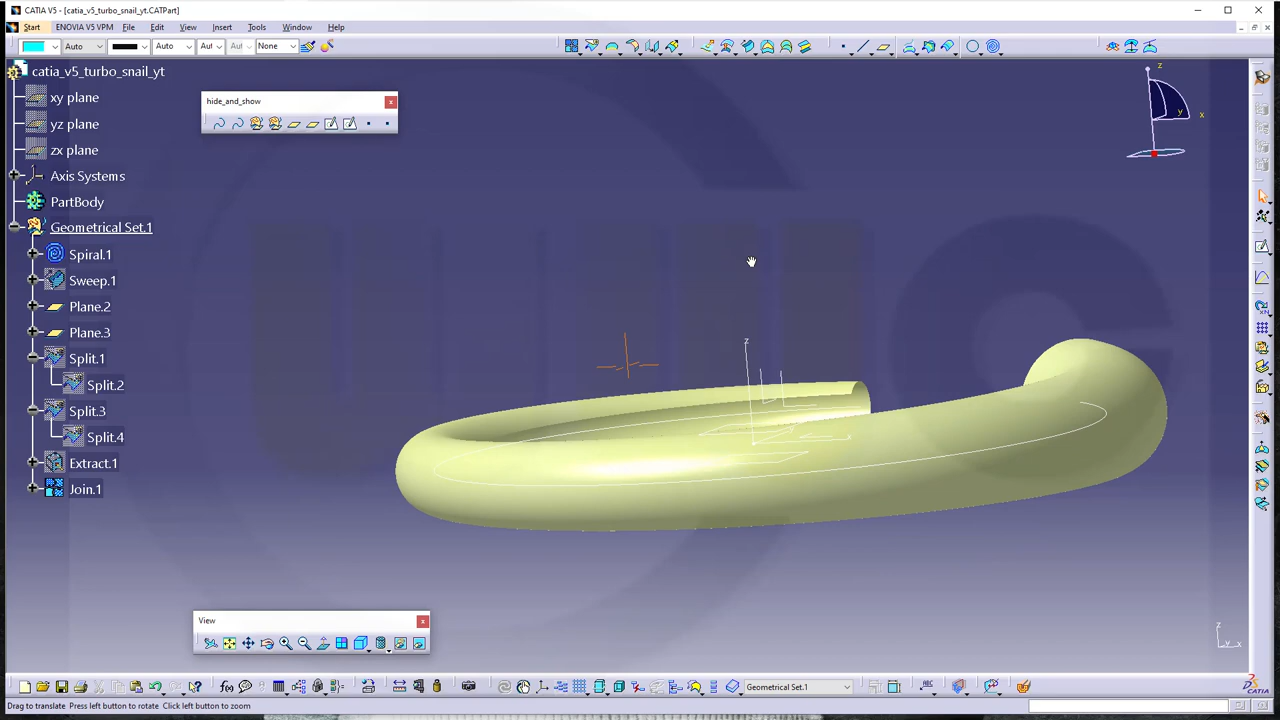 CATIA V5 - [catia_v5_turbo_snail_yt.CATPart]
Start ENOVIA V5 VPM File Edit View Insert Tools Window Help
Auto Auto Aut Aut None
catia_v5_turbo_snail_yt
xy plane
yz plane
zx plane
Axis Systems
PartBody
Geometrical Set.1
Spiral.1
Sweep.1
Plane.2
Plane.3
Split.1
Split.2
Split.3
Split.4
Extract.1
Join.1
hide_and_show
z
y
x
z
View
z
y x
Geometrical Set.1
CATIA
Drag to translate Press left button to rotate Click left button to zoom